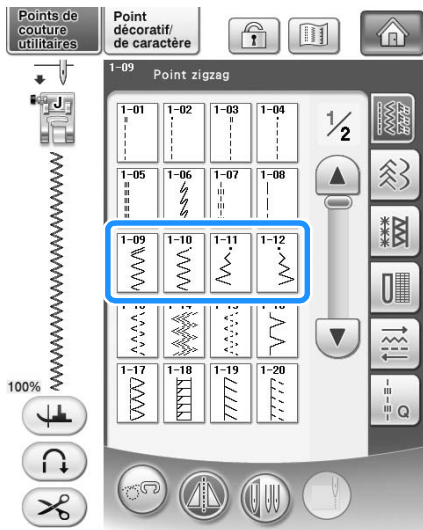 Points de
couture
utilitaires
Point
décoratif/
de caractère
1-09
Point zigzag
J
1-01 1-02 1-03 1-04
1/2
1-05 1-06 1-07 1-08
1-09 1-10 1-11 1-12
1-14
1-17 1-18 1-19 1-20
100%
Q